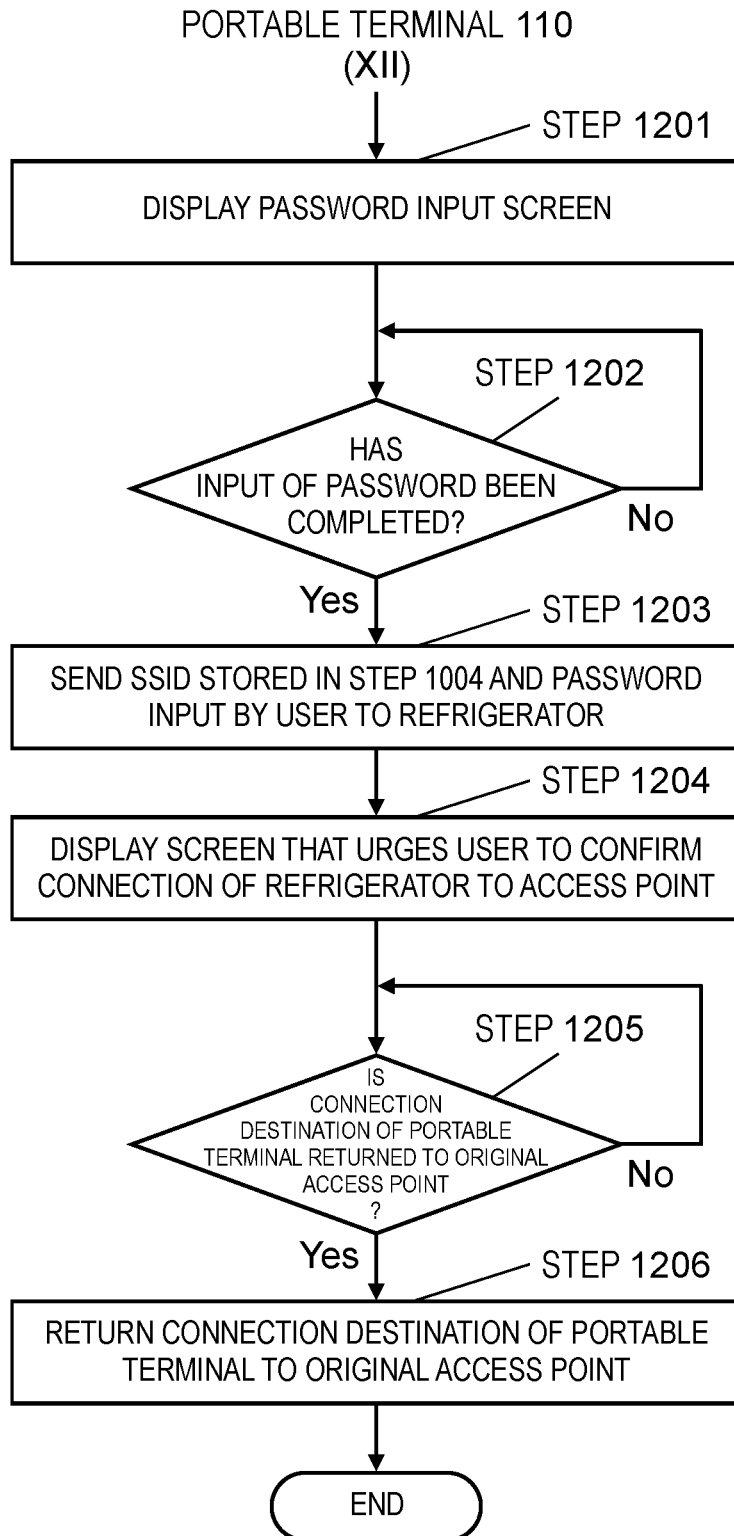 PORTABLE TERMINAL 110
(XII)
STEP 1201
DISPLAY PASSWORD INPUT SCREEN
STEP 1202
HAS
INPUT OF PASSWORD BEEN
COMPLETED?
No
Yes
STEP 1203
SEND SSID STORED IN STEP 1004 AND PASSWORD
INPUT BY USER TO REFRIGERATOR
STEP 1204
DISPLAY SCREEN THAT URGES USER TO CONFIRM
CONNECTION OF REFRIGERATOR TO ACCESS POINT
STEP 1205
IS
CONNECTION
DESTINATION OF PORTABLE
TERMINAL RETURNED TO ORIGINAL
ACCESS POINT
?
No
Yes
STEP 1206
RETURN CONNECTION DESTINATION OF PORTABLE
TERMINAL TO ORIGINAL ACCESS POINT
END